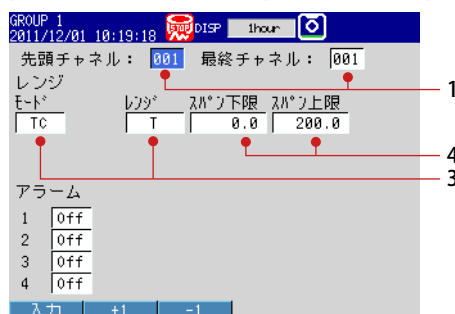 GROUP 1
2011/12/01 10:19:18 STOP DISP 1hour
先頭チャネル： 001 最終チャネル： 001
1
レンジ
ﾓｰﾄﾞ ﾚﾝｼﾞ ｽﾊﾟﾝ下限 ｽﾊﾟﾝ上限
TC T 0.0 200.0
4
3
アラーム
1 Off
2 Off
3 Off
4 Off
入力 +1 -1